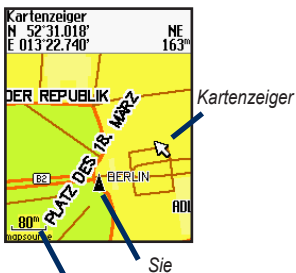 Kartenzeiger
N 52°31.018' NE
E 013°22.740' 163m
DER REPUBLIK
PLATZ DES 18. MÄRZ
Kartenzeiger
B2
BERLIN
ADL
80m
mapsource
Sie